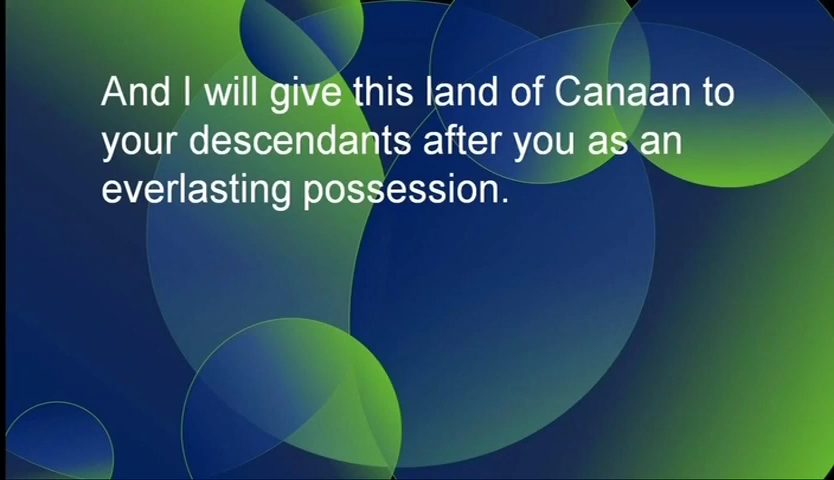 And I will give this land of Canaan to
your descendants after you as an
everlasting possession.